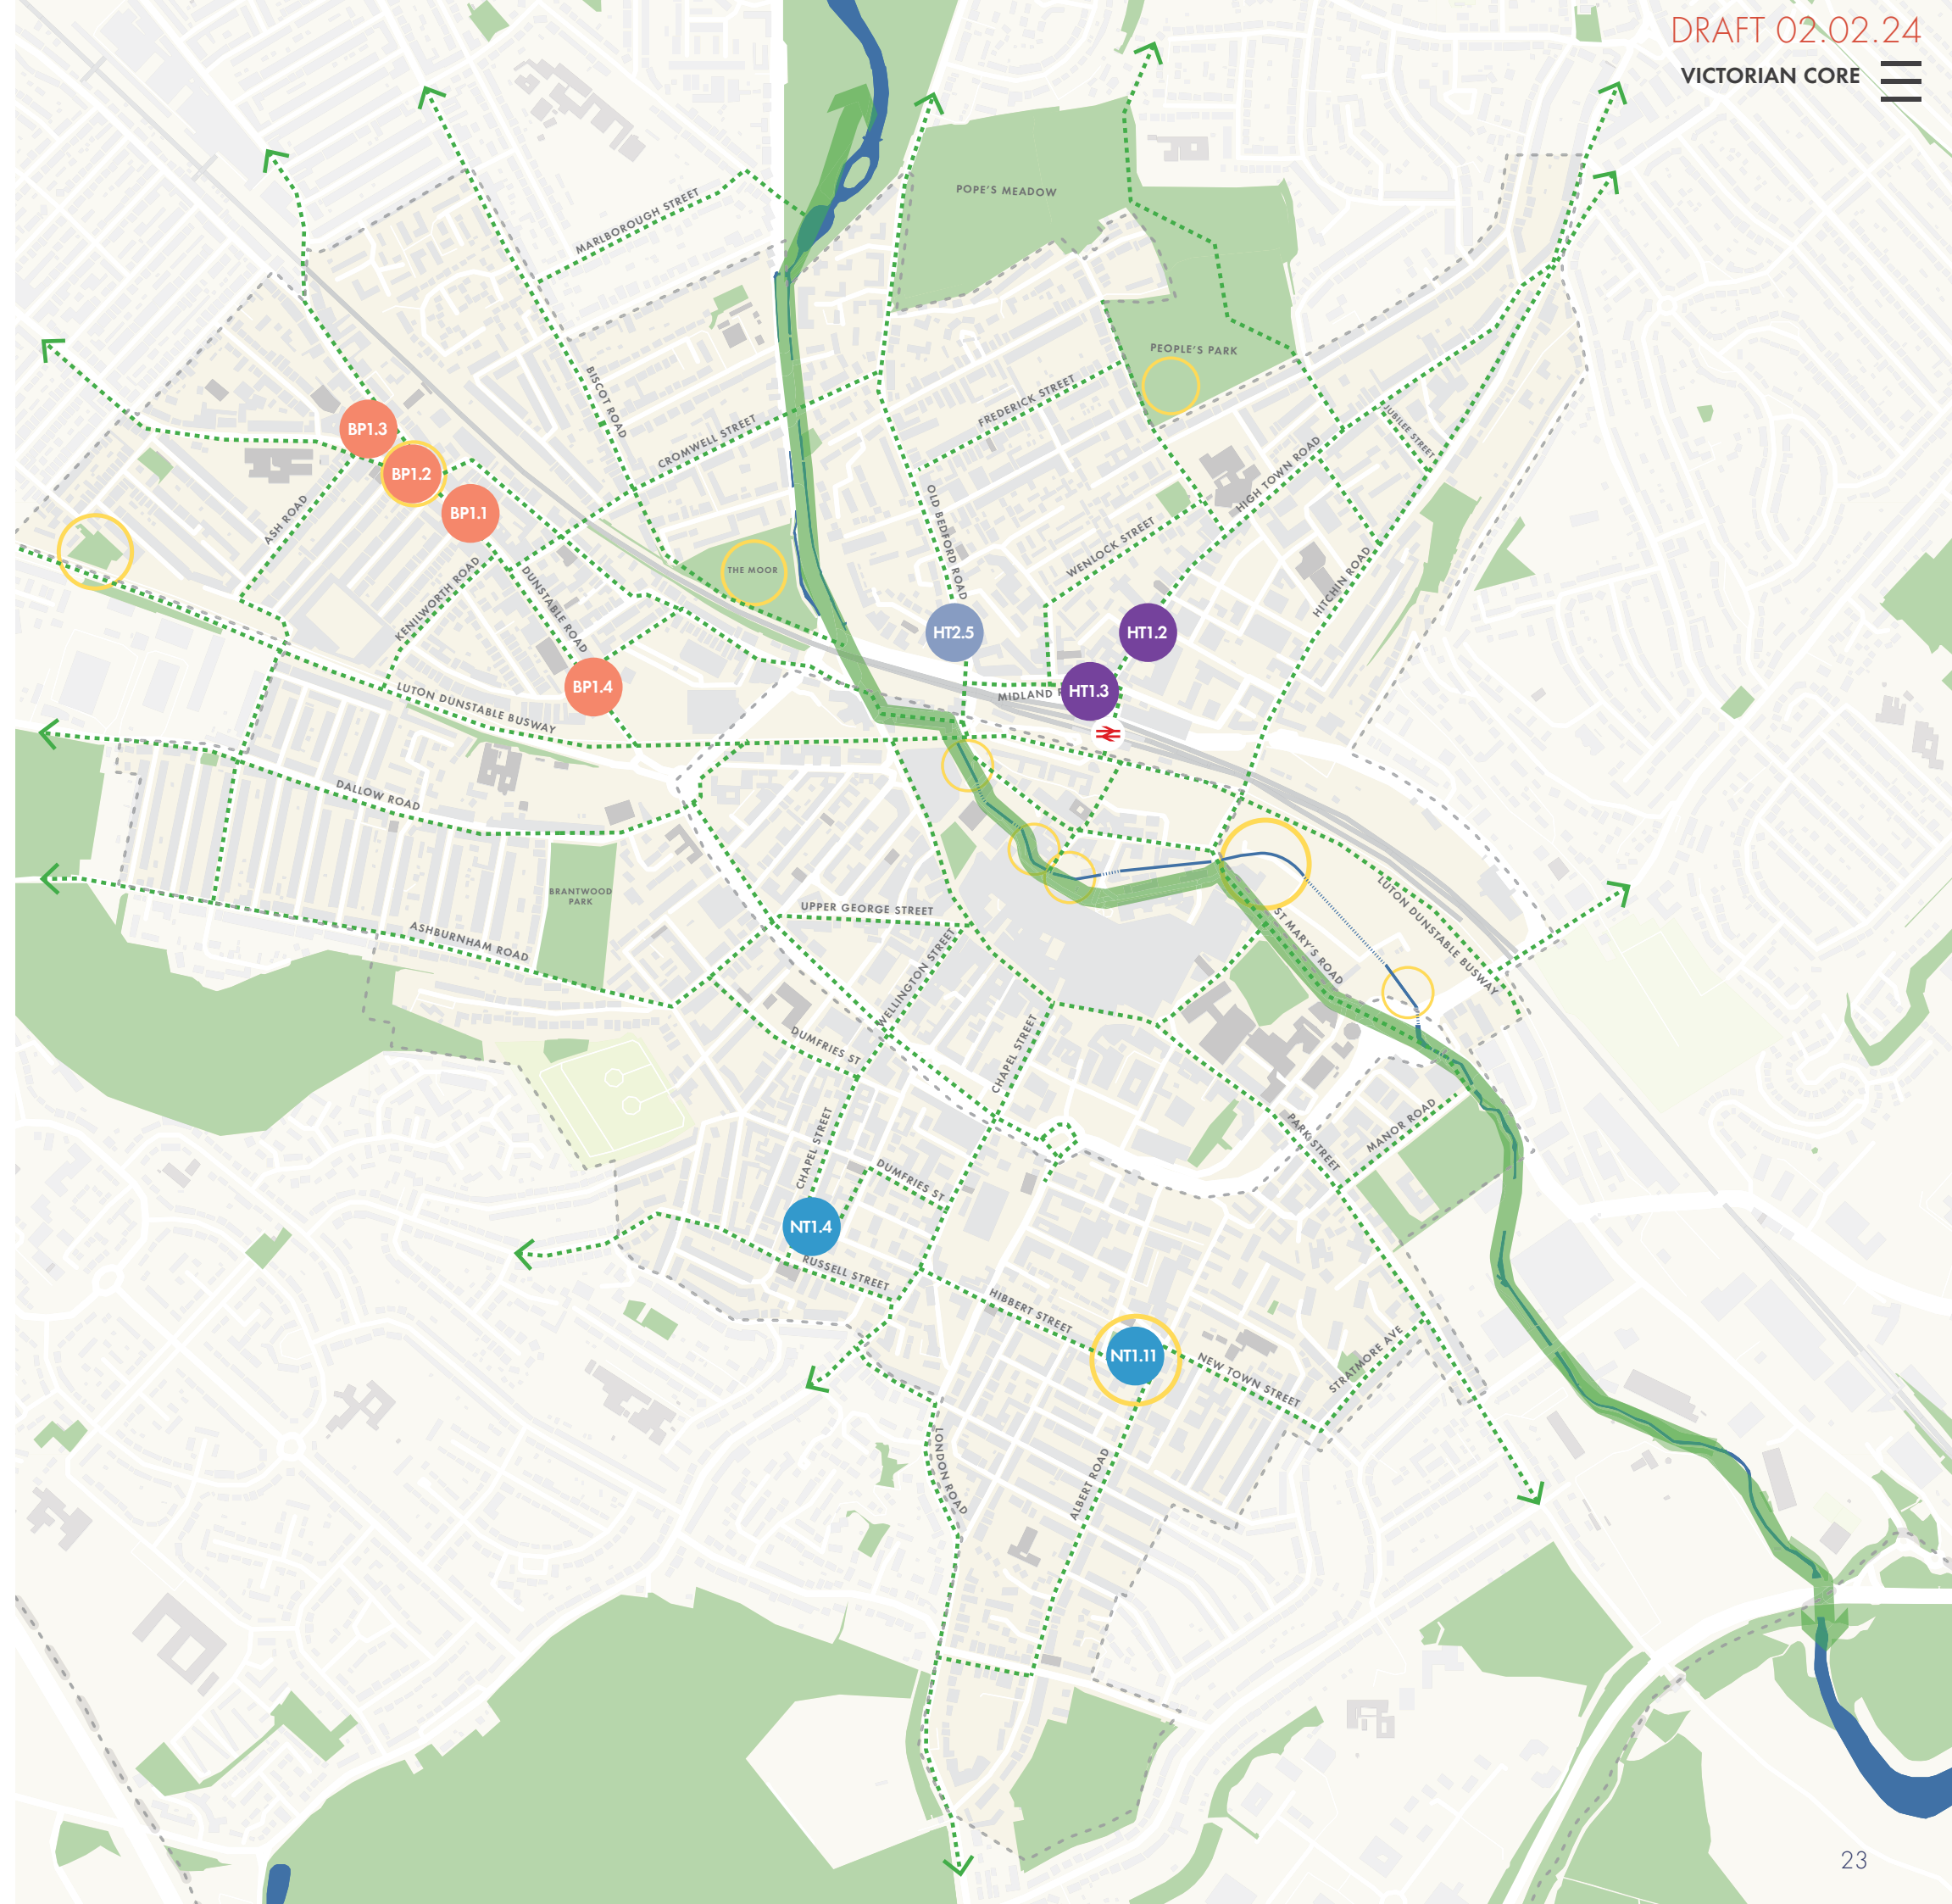 DRAFT 02.02.24
VICTORIAN CORE
POPE'S MEADOW
MARLBOROUGH STREET
PEOPLE'S PARK
BISCOT ROAD
FREDERICK STREET
JUBILEE STREET
BP1.3
CROMWELL STREET
HIGH TOWN ROAD
BP1.2
BP1.1
ASH ROAD
OLD BEDFORD ROAD
WENLOCK STREET
THE MOOR
KENILWORTH ROAD
DUNSTABLE ROAD
HITCHIN ROAD
HT2.5
HT1.2
BP1.4
HT1.3
MIDLAND R
LUTON DUNSTABLE BUSWAY
DALLOW ROAD
BRANTWOOD
PARK
UPPER GEORGE STREET
LUTON DUNSTABLE BUSWAY
ASHBURNHAM ROAD
ST MARY'S ROAD
WELLINGTON STREET
DUMFRIES ST
CHAPEL STREET
PARK STREET
MANOR ROAD
CHAPEL STREET
DUMFRIES ST
NT1.4
RUSSELL STREET
HIBBERT STREET
NT1.11
NEW TOWN STREET
STRATMORE AVE
LONDON ROAD
ALBERT ROAD
23